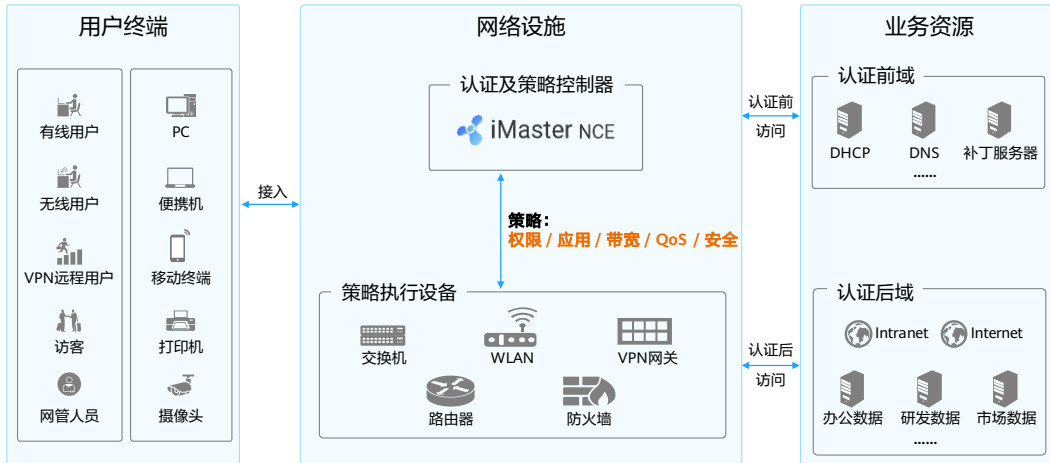 用户终端
有线用户
无线用户
VPN远程用户
访客
网管人员
PC
便携机
移动终端
打印机
摄像头
接入
网络设施
认证及策略控制器
iMaster NCE
策略：
权限 / 应用 / 带宽 / QoS / 安全
策略执行设备
交换机
WLAN
VPN网关
路由器
防火墙
认证前
访问
认证后
访问
业务资源
认证前域
DHCP
DNS
补丁服务器
......
认证后域
Intranet
Internet
办公数据
研发数据
市场数据
......